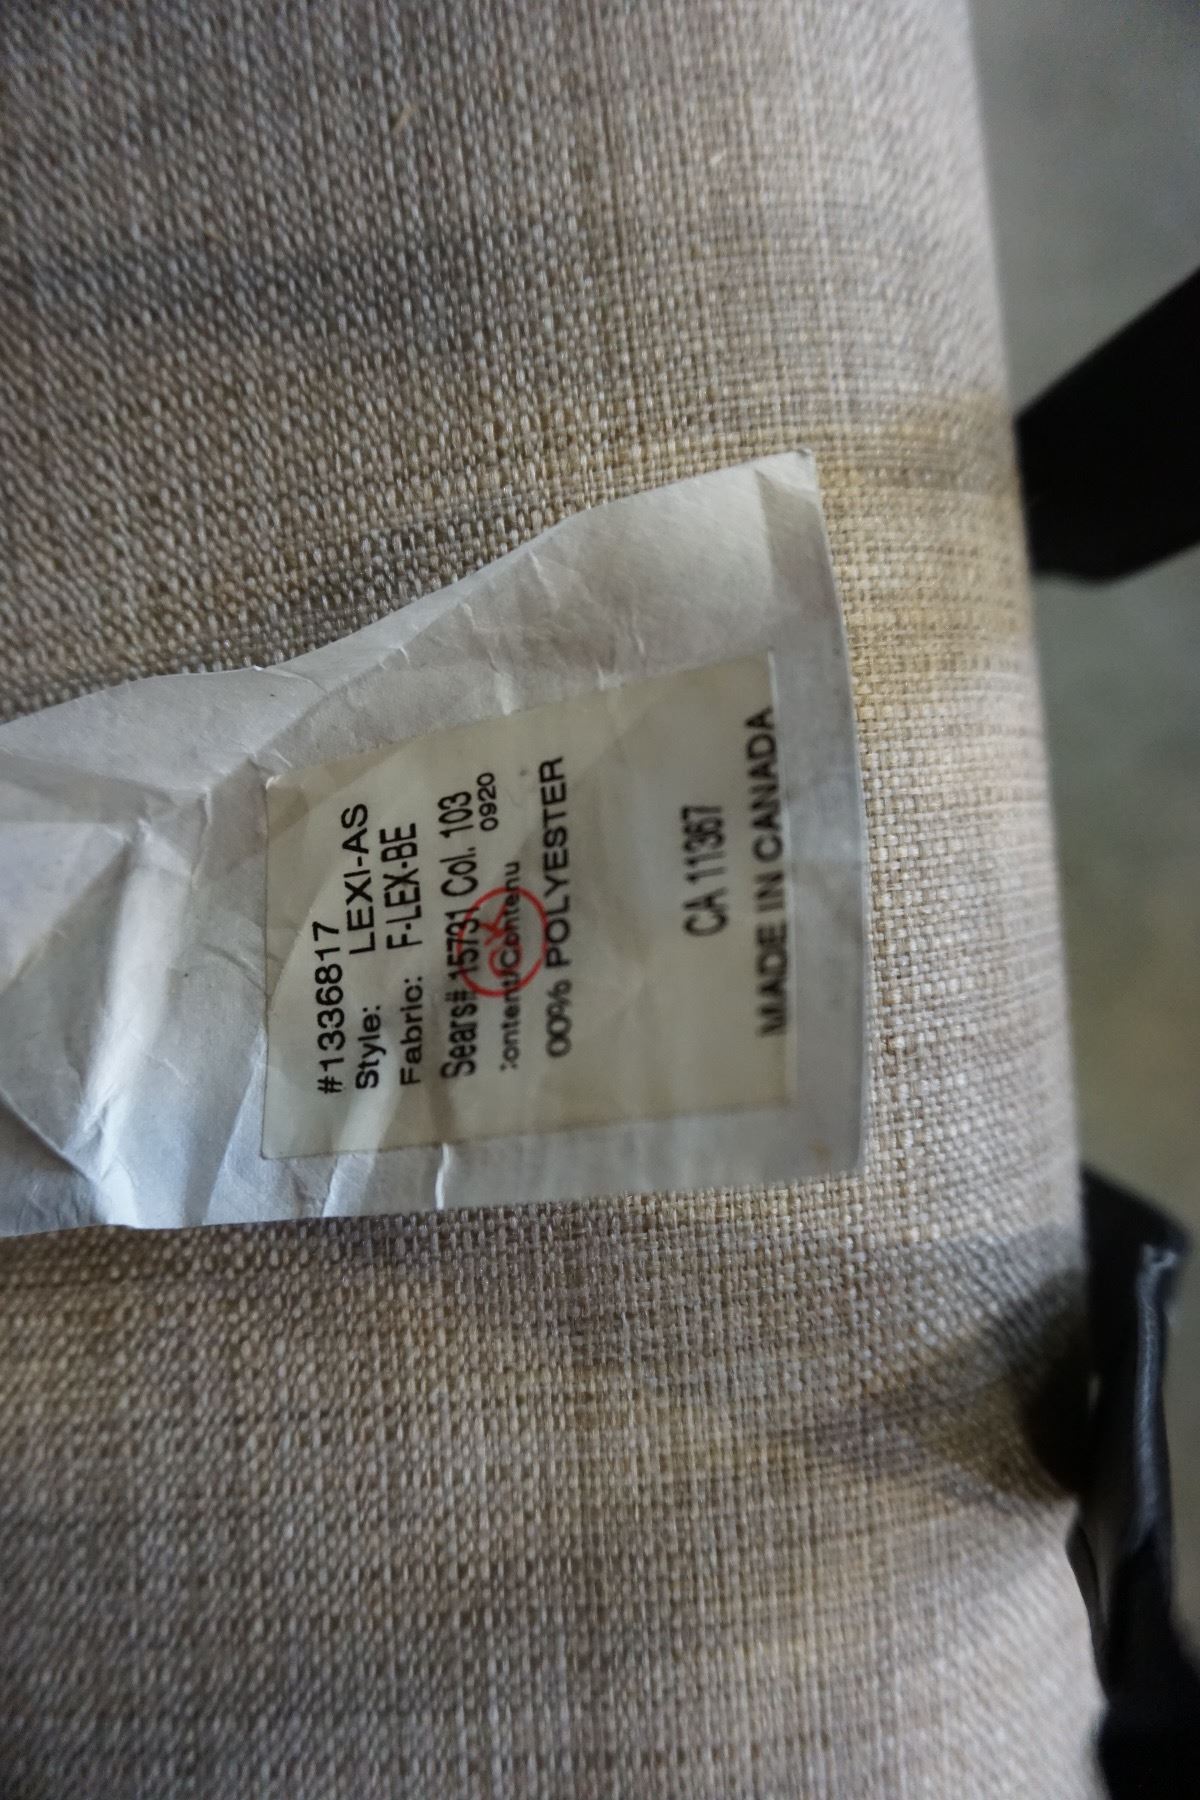 #1336817
Style: LEXI-AS
Fabric: F-LEX-BE
Sears# 15731 Col. 103
0920
Content/Contenu
00% POLYESTER
CA 11367
MADE IN CANADA